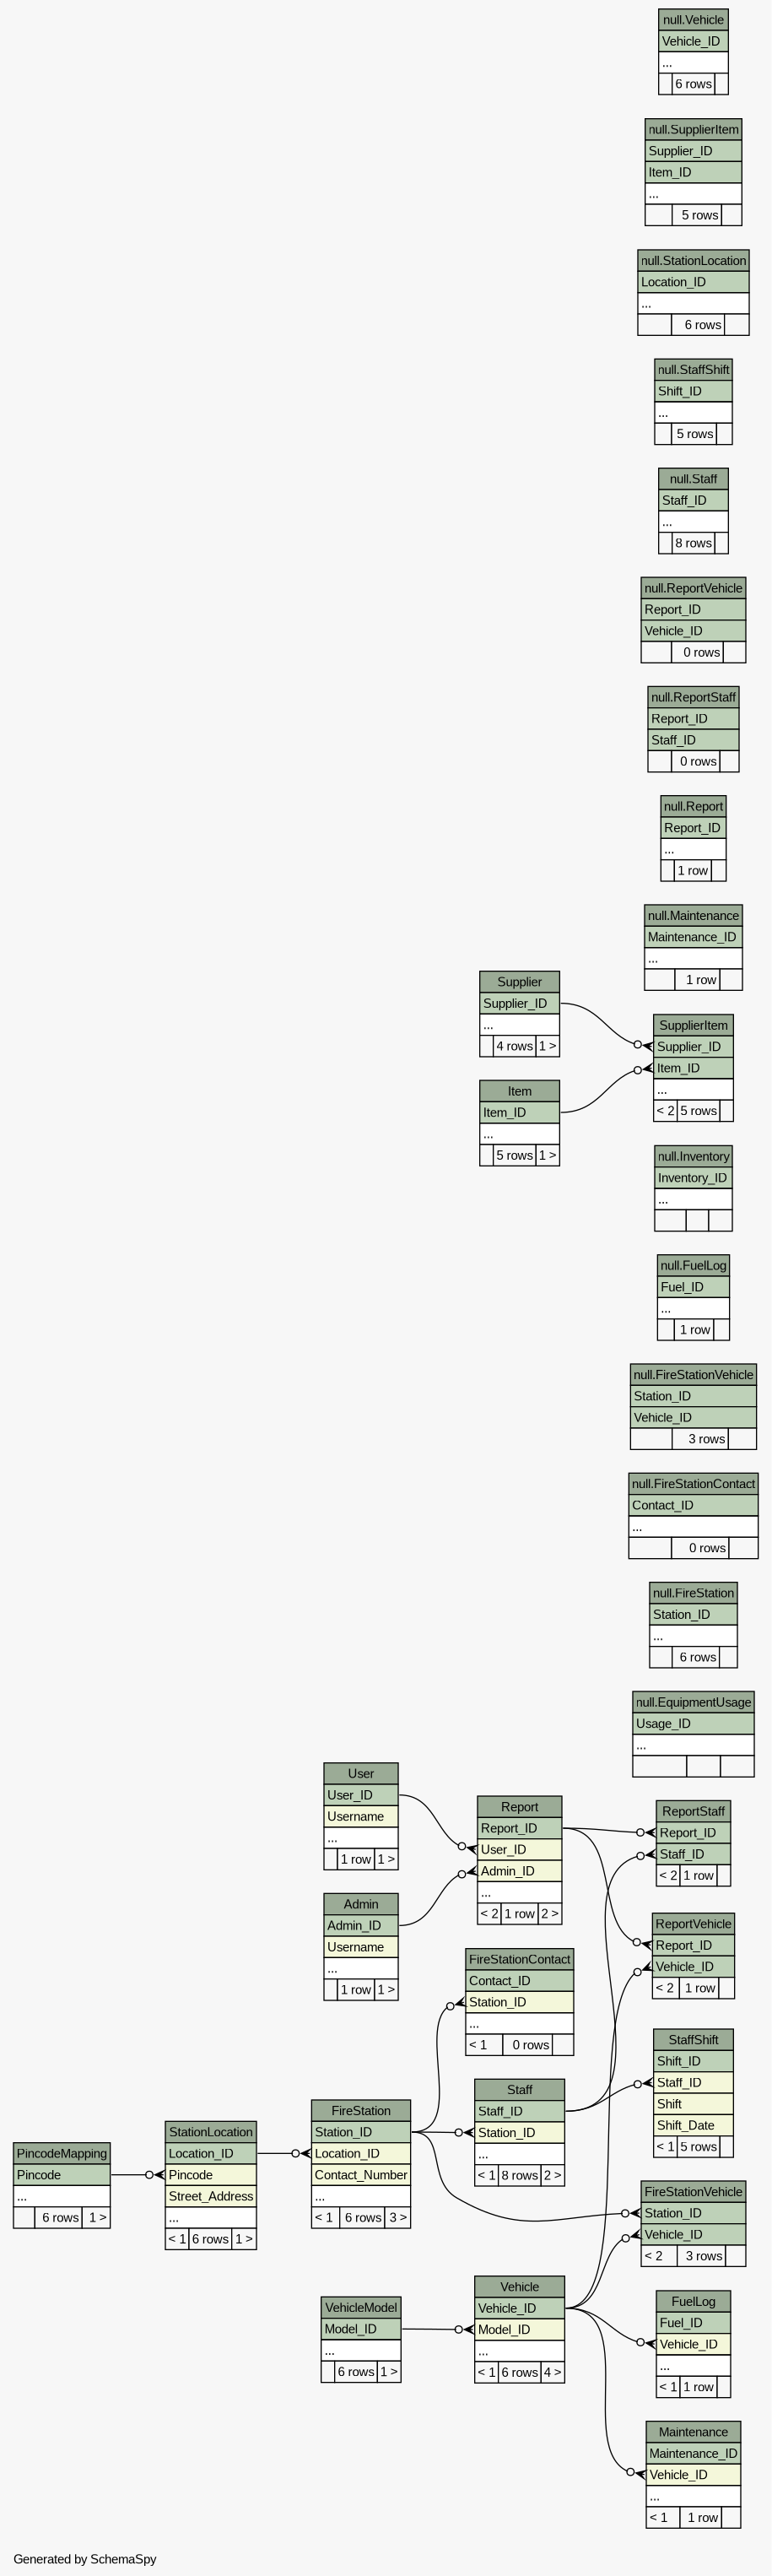 null.Vehicle
Vehicle_ID
...
6 rows
null.SupplierItem
Supplier_ID
Item_ID
...
5 rows
null.StationLocation
Location_ID
...
6 rows
null.StaffShift
Shift_ID
...
5 rows
null.Staff
Staff_ID
...
8 rows
null.ReportVehicle
Report_ID
Vehicle_ID
0 rows
null.ReportStaff
Report_ID
Staff_ID
0 rows
null.Report
Report_ID
...
1 row
null.Maintenance
Maintenance_ID
...
1 row
Supplier
Supplier_ID
...
4 rows 1 >
SupplierItem
Supplier_ID
Item_ID
...
< 2 5 rows
Item
Item_ID
...
5 rows 1 >
null.Inventory
Inventory_ID
...
null.FuelLog
Fuel_ID
...
1 row
null.FireStationVehicle
Station_ID
Vehicle_ID
3 rows
null.FireStationContact
Contact_ID
...
0 rows
null.FireStation
Station_ID
...
6 rows
null.EquipmentUsage
Usage_ID
...
User
User_ID
Username
...
1 row 1 >
Report
Report_ID
User_ID
Admin_ID
...
< 2 1 row 2 >
ReportStaff
Report_ID
Staff_ID
< 2 1 row
Admin
Admin_ID
Username
...
1 row 1 >
ReportVehicle
Report_ID
Vehicle_ID
< 2 1 row
FireStationContact
Contact_ID
Station_ID
...
< 1 0 rows
StaffShift
Shift_ID
Staff_ID
Shift
Shift_Date
< 1 5 rows
Staff
Staff_ID
Station_ID
...
< 1 8 rows 2 >
FireStation
Station_ID
Location_ID
Contact_Number
...
< 1 6 rows 3 >
StationLocation
Location_ID
Pincode
Street_Address
...
< 1 6 rows 1 >
PincodeMapping
Pincode
...
6 rows 1 >
FireStationVehicle
Station_ID
Vehicle_ID
< 2 3 rows
Vehicle
Vehicle_ID
Model_ID
...
< 1 6 rows 4 >
VehicleModel
Model_ID
...
6 rows 1 >
FuelLog
Fuel_ID
Vehicle_ID
...
< 1 1 row
Maintenance
Maintenance_ID
Vehicle_ID
...
< 1 1 row
Generated by SchemaSpy